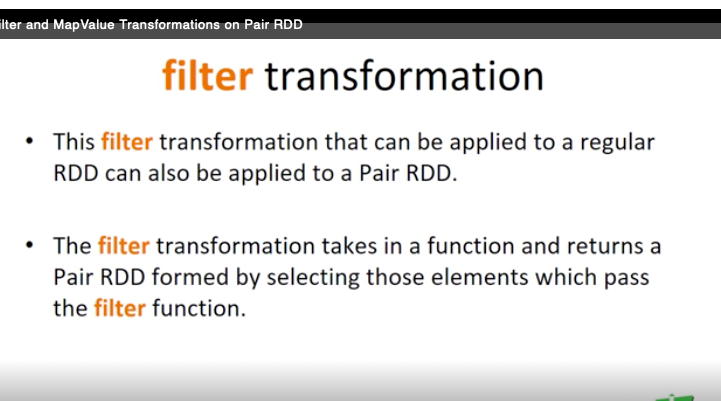 ilter and MapValue Transformations on Pair RDD
filter transformation
• This filter transformation that can be applied to a regular
RDD can also be applied to a Pair RDD.
• The filter transformation takes in a function and returns a
Pair RDD formed by selecting those elements which pass
the filter function.